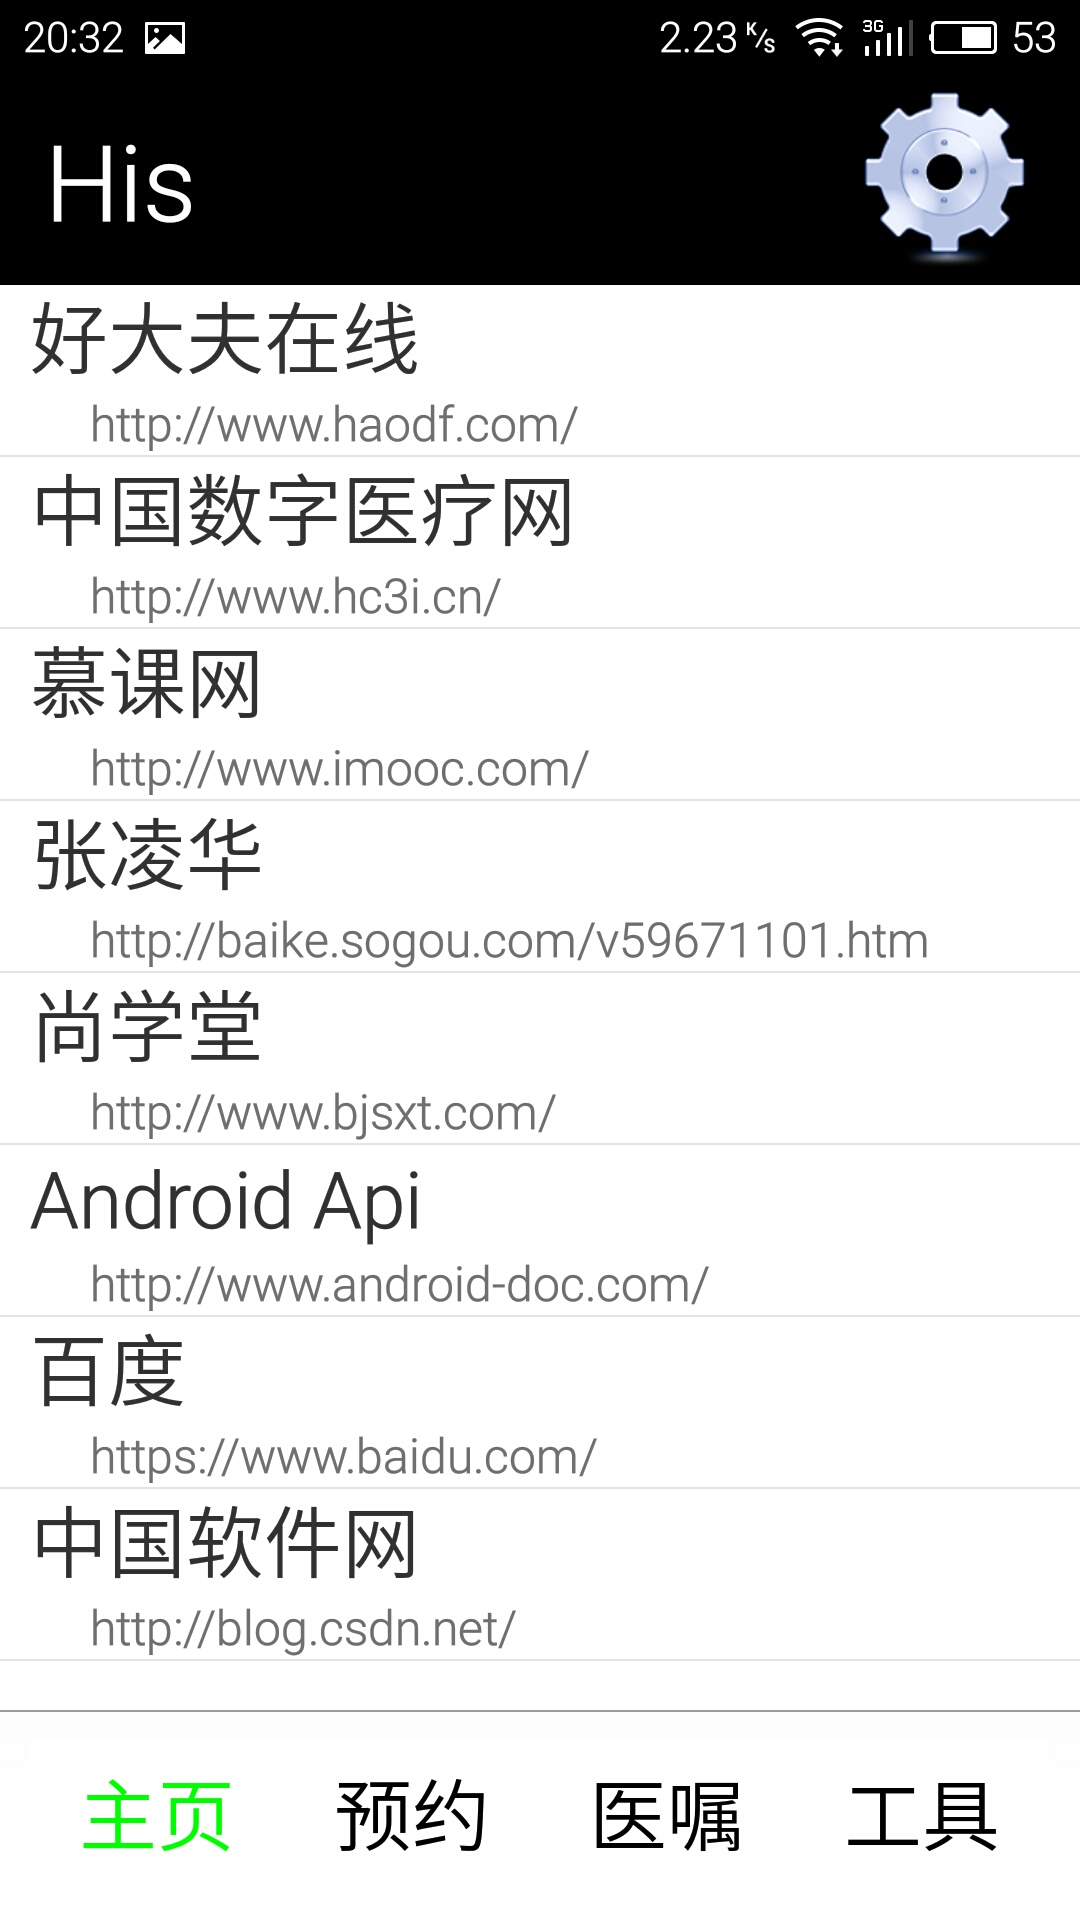 20:32 2.23 K/s 3G 53
His
好大夫在线
http://www.haodf.com/
中国数字医疗网
http://www.hc3i.cn/
慕课网
http://www.imooc.com/
张凌华
http://baike.sogou.com/v59671101.htm
尚学堂
http://www.bjsxt.com/
Android Api
http://www.android-doc.com/
百度
https://www.baidu.com/
中国软件网
http://blog.csdn.net/
主页 预约 医嘱 工具